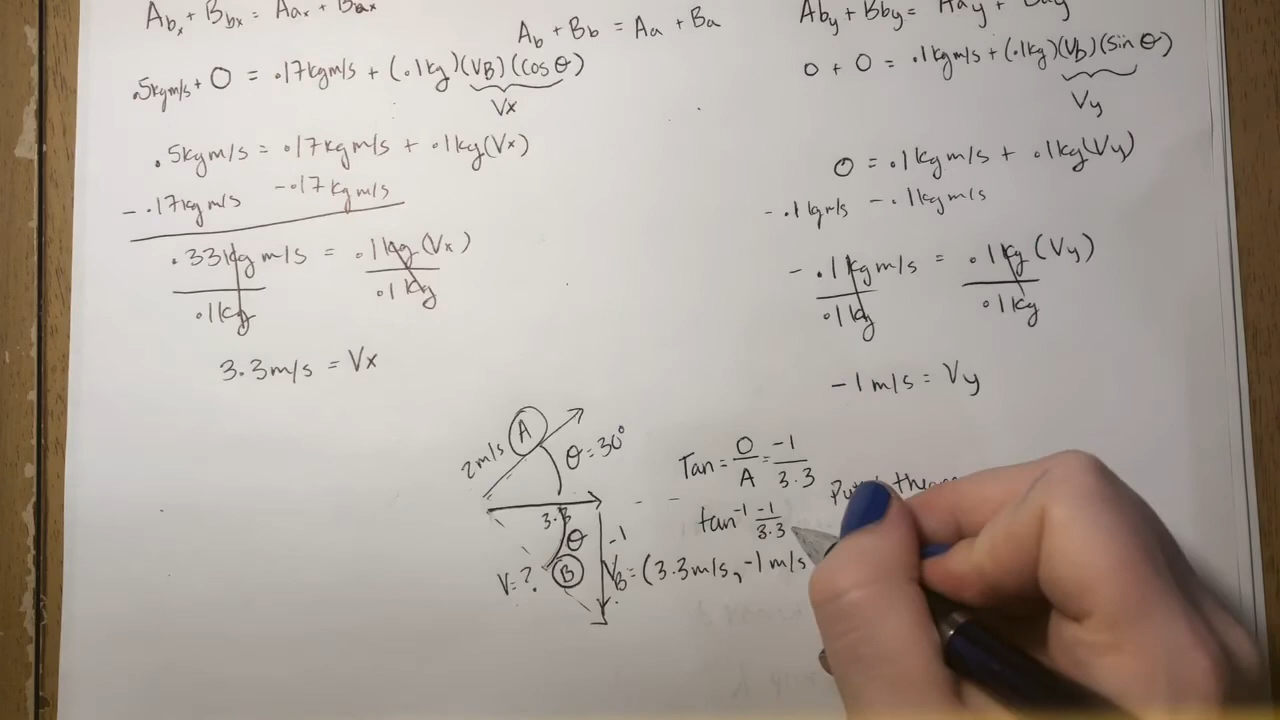 Abx + Bbx = Aax + Bax
.5kgm/s + 0 = .17kgm/s + (.1kg)(VB)(cosθ)
Vx
.5kgm/s = .17kgm/s + .1kg(Vx)
- .17kgm/s -.17kgm/s
.33kgm/s = .1kg(Vx)
.1kg .1kg
3.3m/s = Vx
Ab + Bb = Aa + Ba
Aby + Bby = Aay +
0 + 0 = .1kgm/s + (.1kg)(Vb)(sinθ)
Vy
0 = .1kgm/s + .1kg(Vy)
- .1kgm/s - .1kgm/s
- .1kgm/s = .1kg(Vy)
.1kg .1kg
-1m/s = Vy
A
2m/s
θ=30°
3.3
θ
-1
V=?
B
Tan = O/A = -1/3.3
tan⁻¹ -1/3.3
VB = (3.3m/s, -1m/s